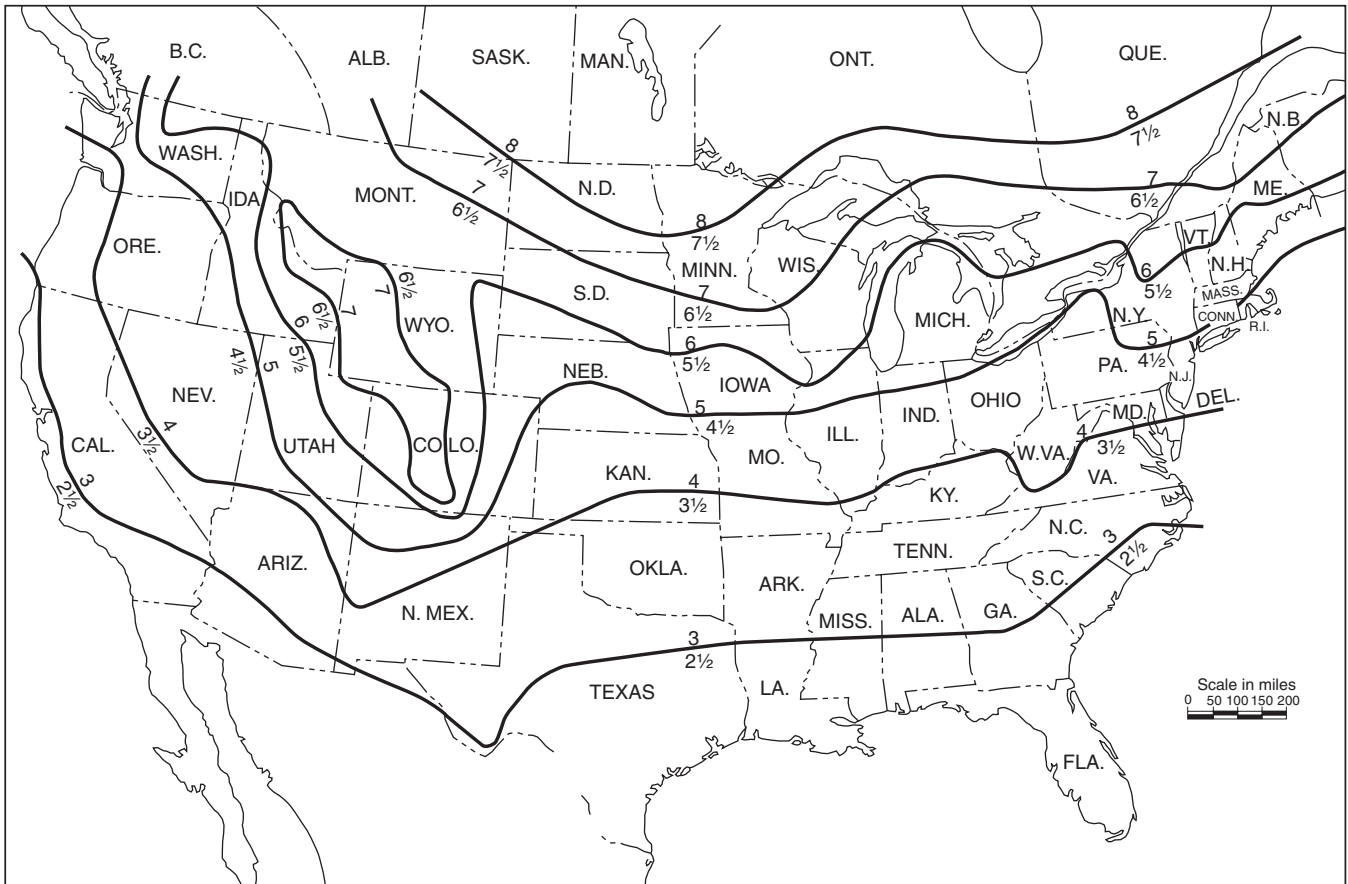 B.C.
ALB.
SASK.
MAN.
ONT.
QUE.
8
7½
N.B.
WASH.
8
7½
7
6½
IDA.
MONT.
N.D.
7
6½
ME.
8
7½
ORE.
VT.
N.H.
MINN.
WIS.
6
5½
6½
7
S.D.
7
6½
MASS.
CONN.
R.I.
6½
7
WYO.
MICH.
N.Y.
6
5½
5
4½
6
5½
PA.
N.J.
4½
5
NEB.
IOWA
NEV.
OHIO
DEL.
5
4½
IND.
MD.
4
3½
UTAH
COLO.
ILL.
W.VA.
4
3½
CAL.
MO.
KAN.
VA.
3
2½
4
3½
KY.
N.C.
3
2½
TENN.
ARIZ.
OKLA.
ARK.
S.C.
N. MEX.
MISS.
ALA.
GA.
3
2½
TEXAS
LA.
Scale in miles
0 50 100 150 200
FLA.